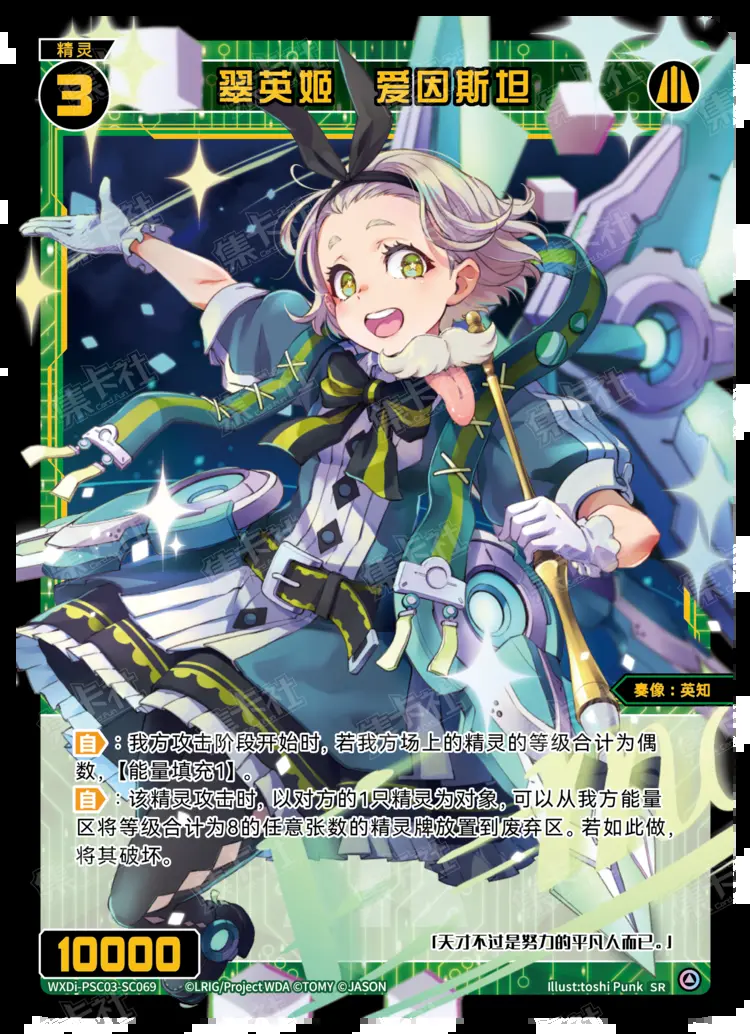 精灵
3
翠英姬 爱因斯坦
奏像：英知
自：我方攻击阶段开始时，若我方场上的精灵的等级合计为偶
数，【能量填充1】。
自：该精灵攻击时，以对方的1只精灵为对象，可以从我方能量
区将等级合计为8的任意张数的精灵牌放置到废弃区。若如此做，
将其破坏。
10000
「天才不过是努力的平凡人而已。」
WXDi-PSC03-SC069 ©LRIG/Project WDA ©TOMY ©JASON Illust:toshi Punk SR
集卡社